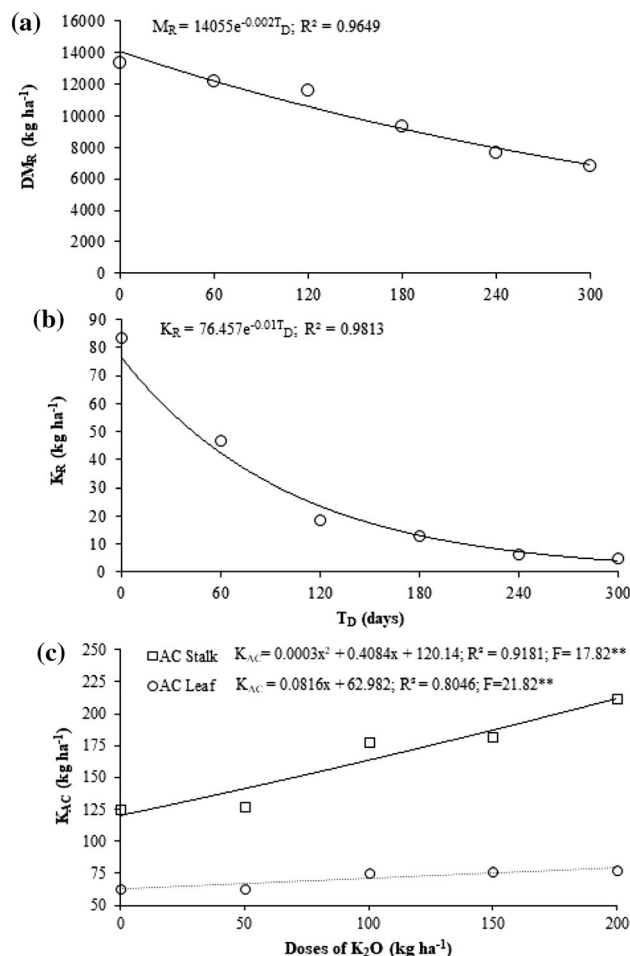 (a)
M_R = 14055e^-0.002T_D; R² = 0.9649
16000
14000
12000
10000
8000
6000
4000
2000
0
DM_R (kg ha⁻¹)
0 60 120 180 240 300
(b)
K_R = 76.457e^-0.01T_D; R² = 0.9813
90
80
70
60
50
40
30
20
10
0
K_R (kg ha⁻¹)
0 60 120 180 240 300
T_D (days)
(c)
AC Stalk K_AC = 0.0003x² + 0.4084x + 120.14; R² = 0.9181; F= 17.82**
AC Leaf K_AC = 0.0816x + 62.982; R² = 0.8046; F=21.82**
250
225
200
175
150
125
100
75
50
K_AC (kg ha⁻¹)
0 50 100 150 200
Doses of K₂O (kg ha⁻¹)